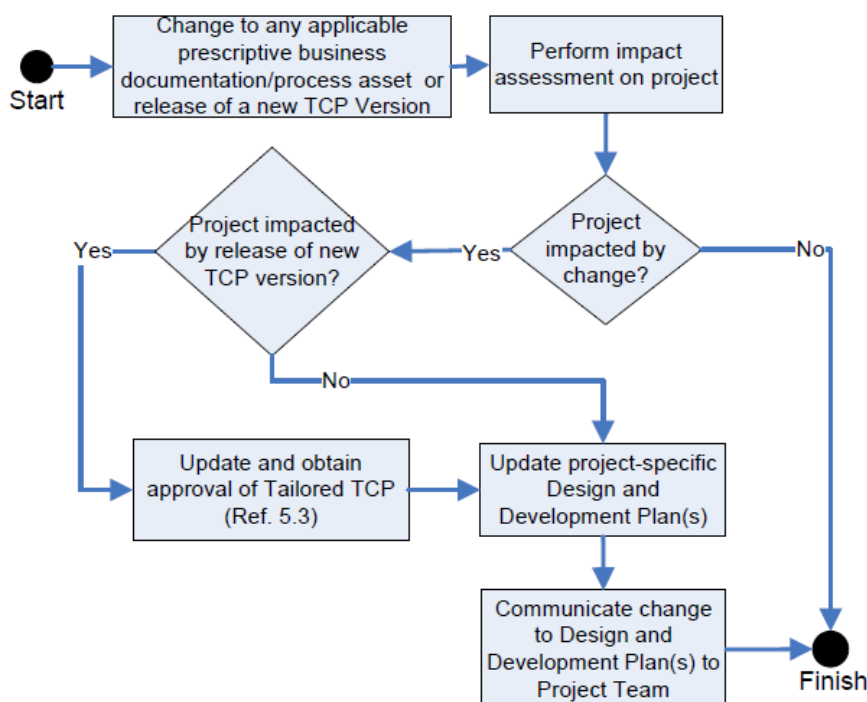 Start
Change to any applicable
prescriptive business
documentation/process asset or
release of a new TCP Version
Perform impact
assessment on project
Project
impacted by
change?
Yes
No
Project impacted
by release of new
TCP version?
Yes
No
Update and obtain
approval of Tailored TCP
(Ref. 5.3)
Update project-specific
Design and
Development Plan(s)
Communicate change
to Design and
Development Plan(s) to
Project Team
Finish